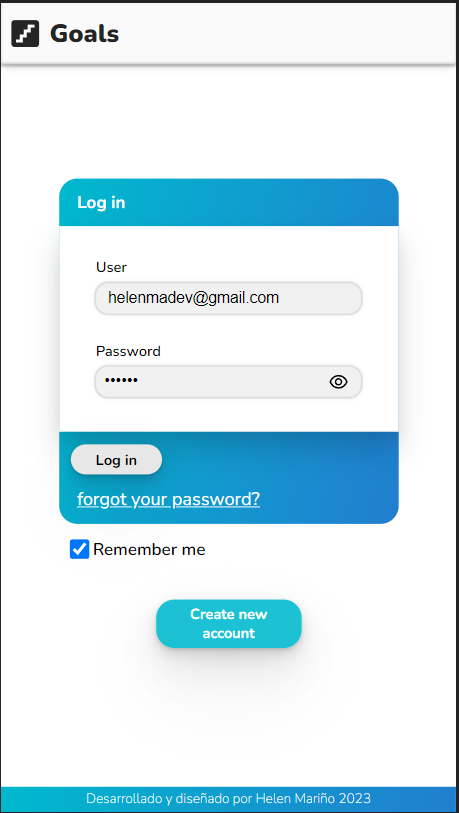 Goals
Log in
User
helenmadev@gmail.com
Password
••••••
Log in
forgot your password?
Remember me
Create new
account
Desarrollado y diseñado por Helen Mariño 2023